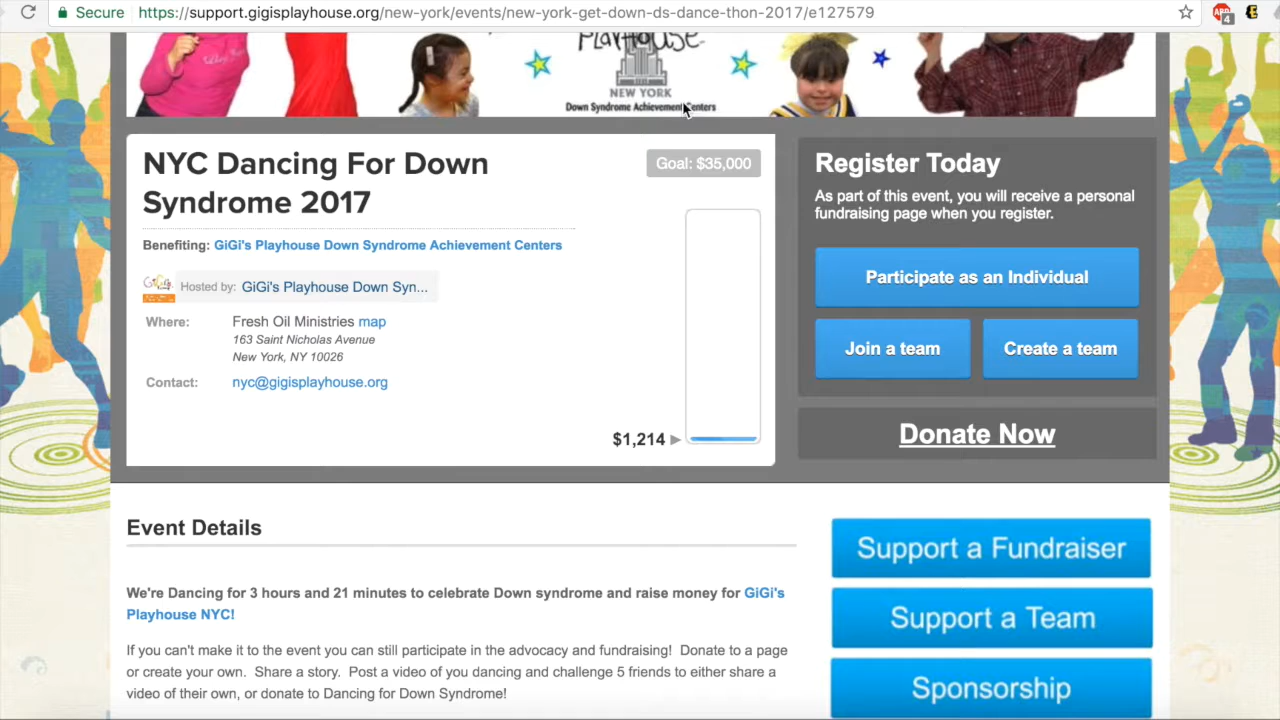 Secure https://support.gigisplayhouse.org/new-york/events/new-york-get-down-ds-dance-thon-2017/e127579
ABP
4
PLAYHOUSE
NEW YORK
Down Syndrome Achievement Centers
NYC Dancing For Down
Syndrome 2017
Goal: $35,000
Benefiting: GiGi's Playhouse Down Syndrome Achievement Centers
Hosted by: GiGi's Playhouse Down Syn...
Where: Fresh Oil Ministries map
163 Saint Nicholas Avenue
New York, NY 10026
Contact: nyc@gigisplayhouse.org
$1,214
Register Today
As part of this event, you will receive a personal
fundraising page when you register.
Participate as an Individual
Join a team
Create a team
Donate Now
Event Details
We're Dancing for 3 hours and 21 minutes to celebrate Down syndrome and raise money for GiGi's
Playhouse NYC!
If you can't make it to the event you can still participate in the advocacy and fundraising! Donate to a page
or create your own. Share a story. Post a video of you dancing and challenge 5 friends to either share a
video of their own, or donate to Dancing for Down Syndrome!
Support a Fundraiser
Support a Team
Sponsorship